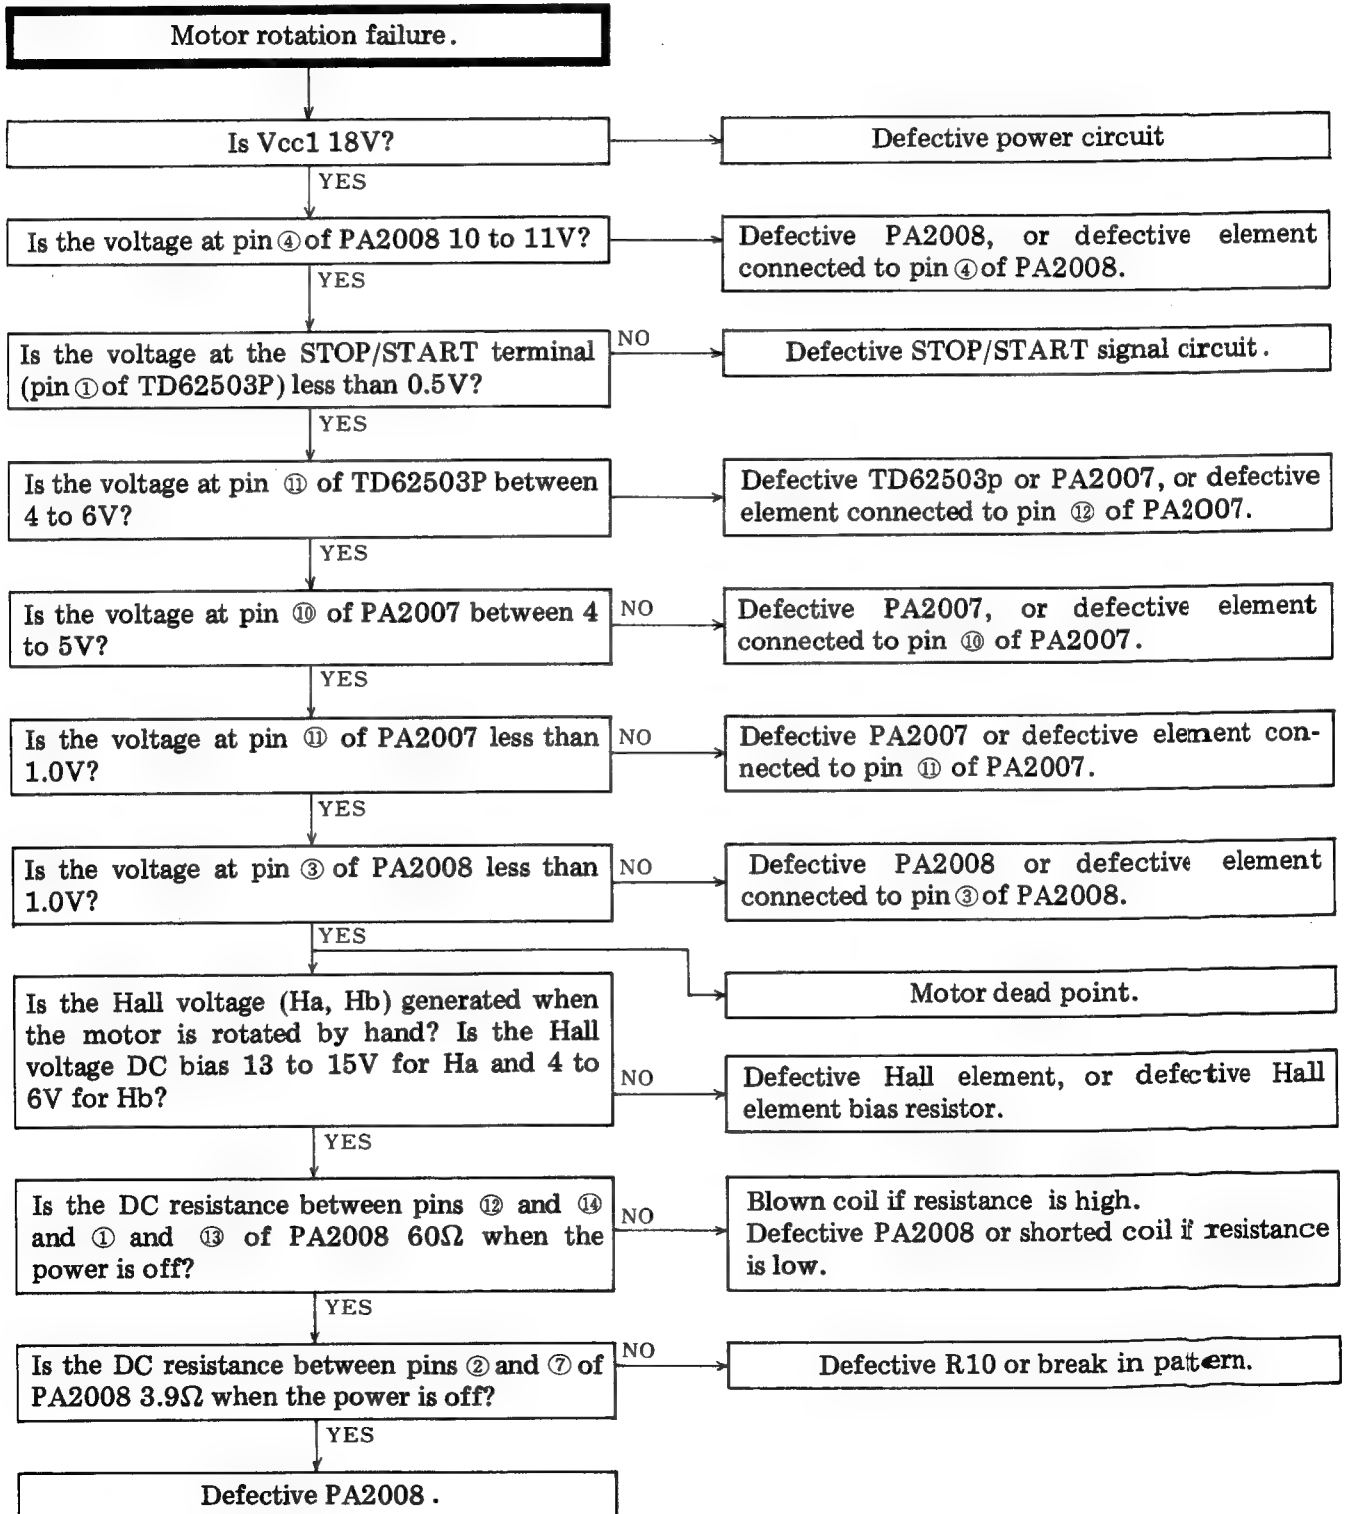 Motor rotation failure.
Is Vcc1 18V?
Defective power circuit
YES
Is the voltage at pin ④ of PA2008 10 to 11V?
Defective PA2008, or defective element
connected to pin ④ of PA2008.
YES
Is the voltage at the STOP/START terminal
(pin ① of TD62503P) less than 0.5V?
NO
Defective STOP/START signal circuit.
YES
Is the voltage at pin ⑪ of TD62503P between
4 to 6V?
Defective TD62503p or PA2007, or defective
element connected to pin ⑫ of PA2007.
YES
Is the voltage at pin ⑩ of PA2007 between 4
to 5V?
NO
Defective PA2007, or defective element
connected to pin ⑩ of PA2007.
YES
Is the voltage at pin ⑪ of PA2007 less than
1.0V?
NO
Defective PA2007 or defective element con-
nected to pin ⑪ of PA2007.
YES
Is the voltage at pin ③ of PA2008 less than
1.0V?
NO
Defective PA2008 or defective element
connected to pin ③ of PA2008.
YES
Motor dead point.
Is the Hall voltage (Ha, Hb) generated when
the motor is rotated by hand? Is the Hall
voltage DC bias 13 to 15V for Ha and 4 to
6V for Hb?
NO
Defective Hall element, or defective Hall
element bias resistor.
YES
Is the DC resistance between pins ⑫ and ⑭
and ① and ⑬ of PA2008 60Ω when the
power is off?
NO
Blown coil if resistance is high.
Defective PA2008 or shorted coil if resistance
is low.
YES
Is the DC resistance between pins ② and ⑦ of
PA2008 3.9Ω when the power is off?
NO
Defective R10 or break in pattern.
YES
Defective PA2008.